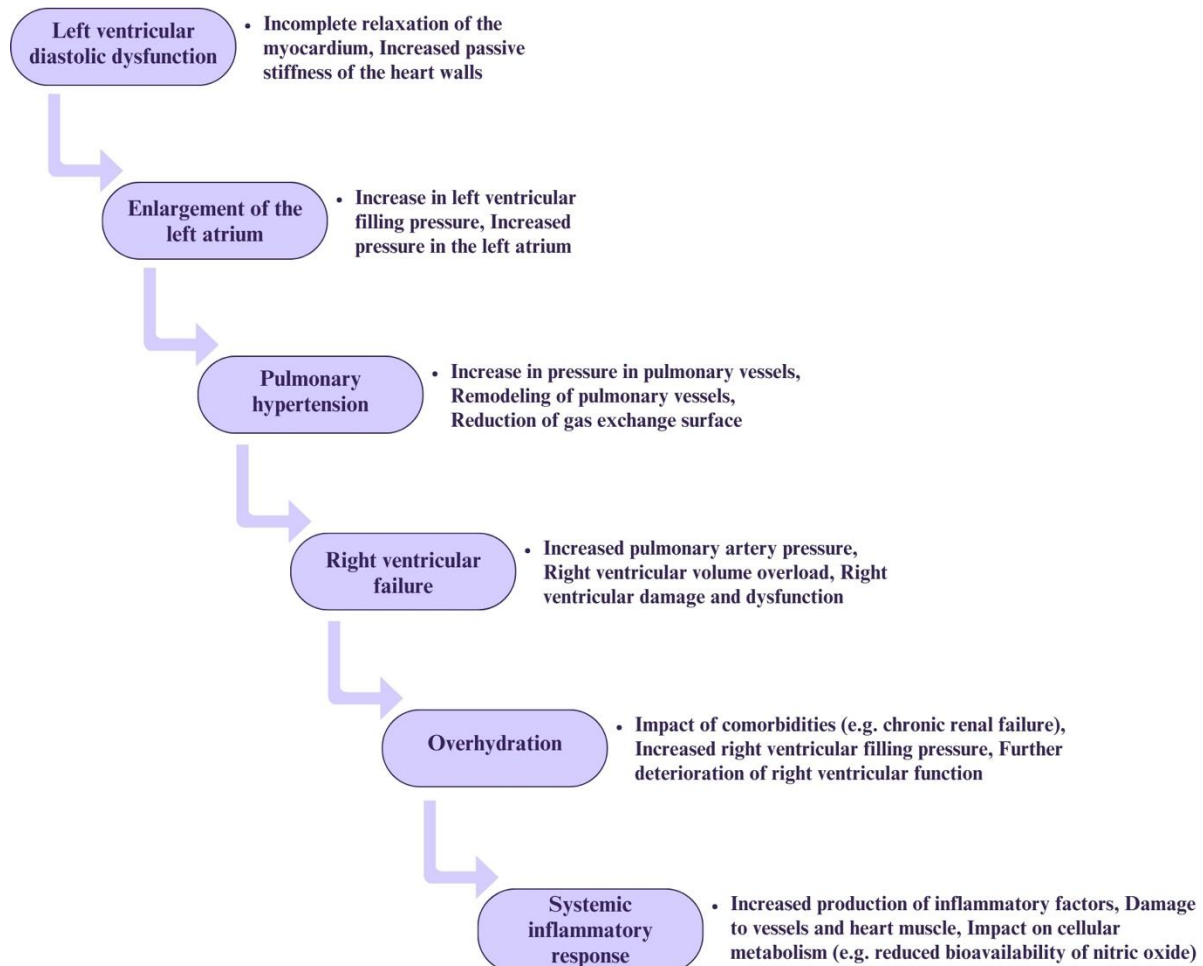 Left ventricular
diastolic dysfunction
• Incomplete relaxation of the
myocardium, Increased passive
stiffness of the heart walls
Enlargement of the
left atrium
• Increase in left ventricular
filling pressure, Increased
pressure in the left atrium
Pulmonary
hypertension
• Increase in pressure in pulmonary vessels,
Remodeling of pulmonary vessels,
Reduction of gas exchange surface
Right ventricular
failure
• Increased pulmonary artery pressure,
Right ventricular volume overload, Right
ventricular damage and dysfunction
Overhydration
• Impact of comorbidities (e.g. chronic renal failure),
Increased right ventricular filling pressure, Further
deterioration of right ventricular function
Systemic
inflammatory
response
• Increased production of inflammatory factors, Damage
to vessels and heart muscle, Impact on cellular
metabolism (e.g. reduced bioavailability of nitric oxide)